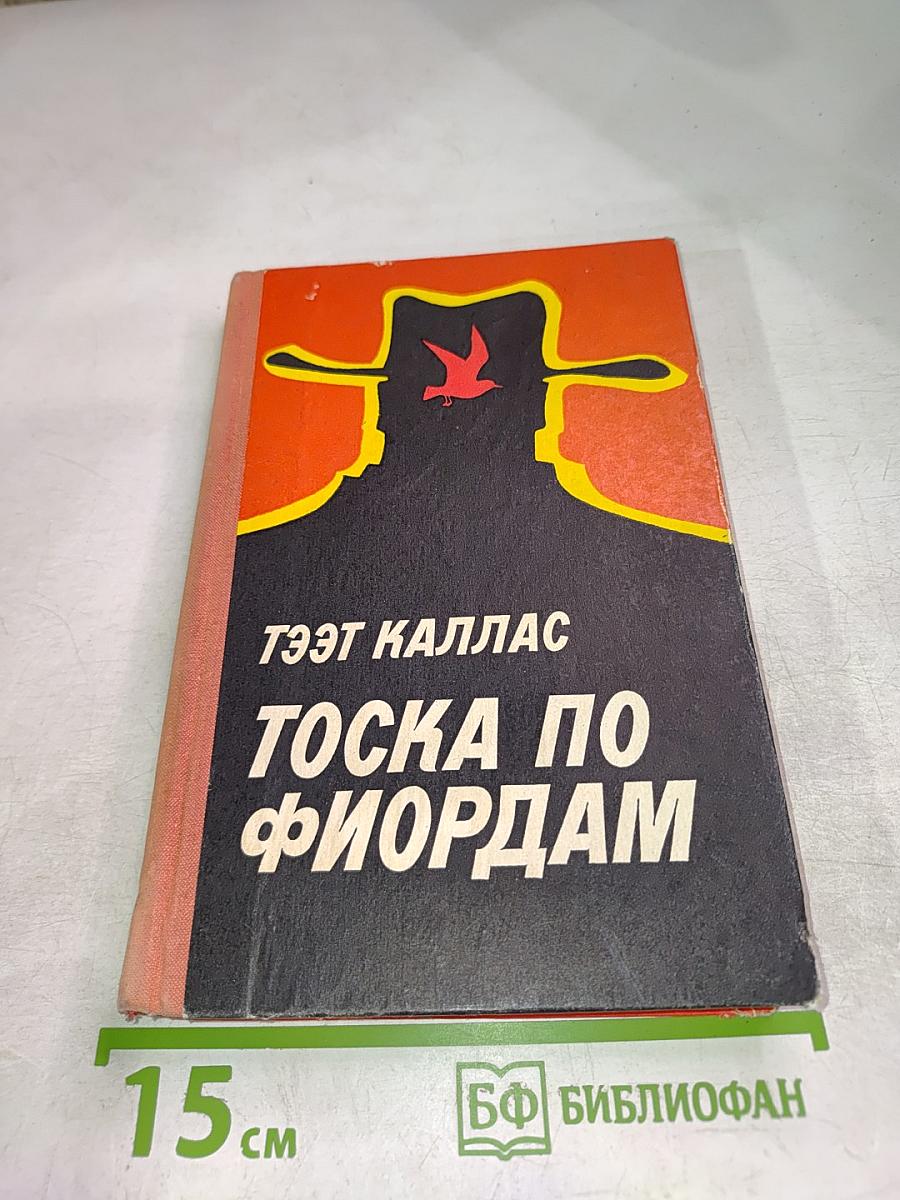 ТЭЭТ КАЛЛАС
ТОСКА ПО
ФИОРДАМ
15 см
БФ БИБЛИОФАН